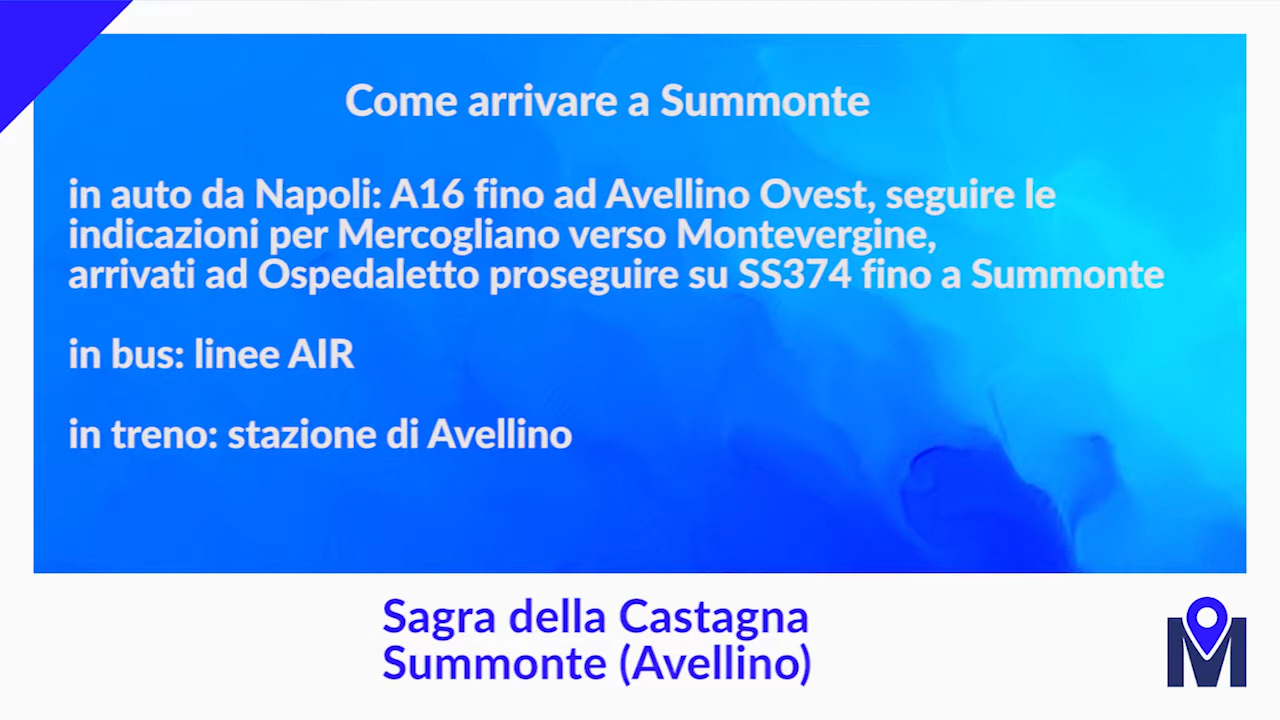 Come arrivare a Summonte
in auto da Napoli: A16 fino ad Avellino Ovest, seguire le
indicazioni per Mercogliano verso Montevergine,
arrivati ad Ospedaletto proseguire su SS374 fino a Summonte
in bus: linee AIR
in treno: stazione di Avellino
Sagra della Castagna
Summonte (Avellino)
M